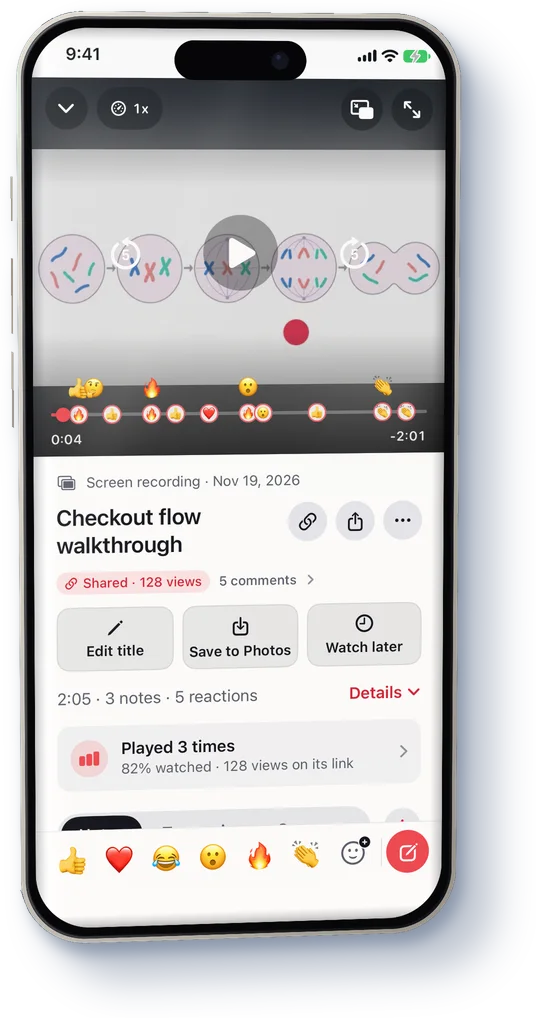 9:41
1x
5
5
0:04
-2:01
Screen recording · Nov 19, 2026
Checkout flow
walkthrough
Shared · 128 views
5 comments
Edit title
Save to Photos
Watch later
2:05 · 3 notes · 5 reactions
Details
Played 3 times
82% watched · 128 views on its link